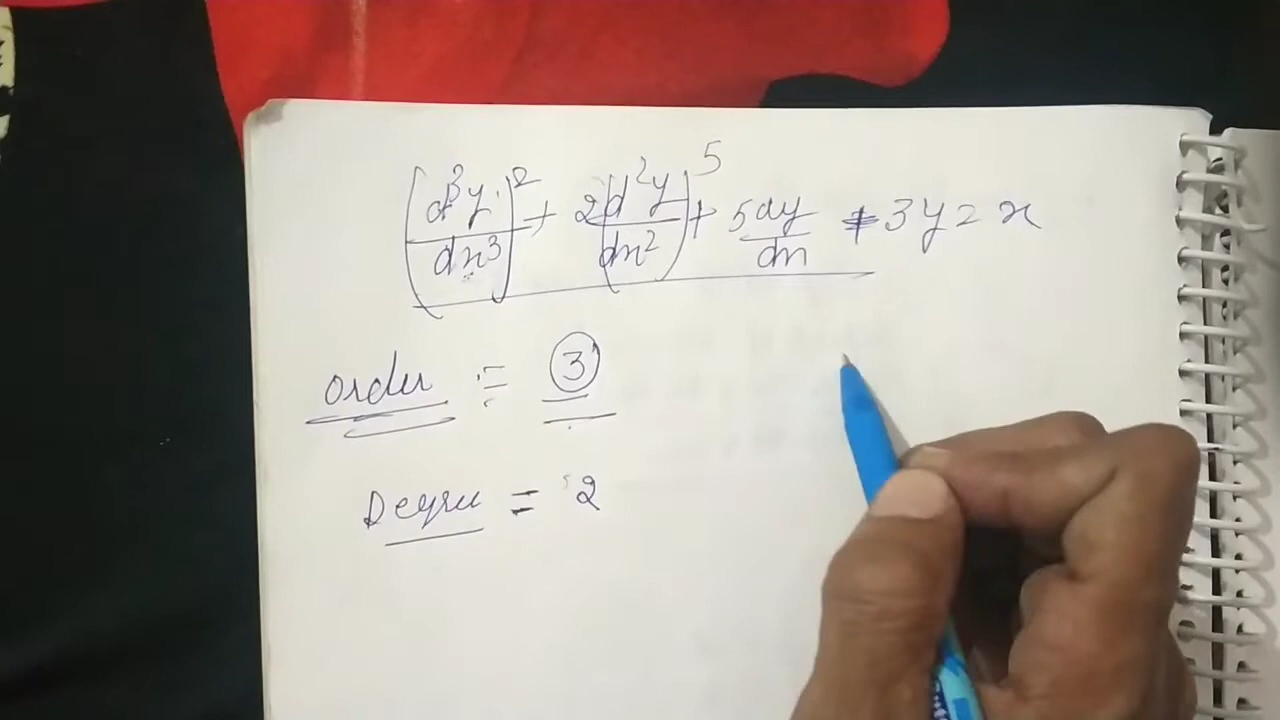 (d³y/dx³)² + 2(d²y/dx²)⁵ + 5dy/dx + 3y = x
order := 3
Degree = 2